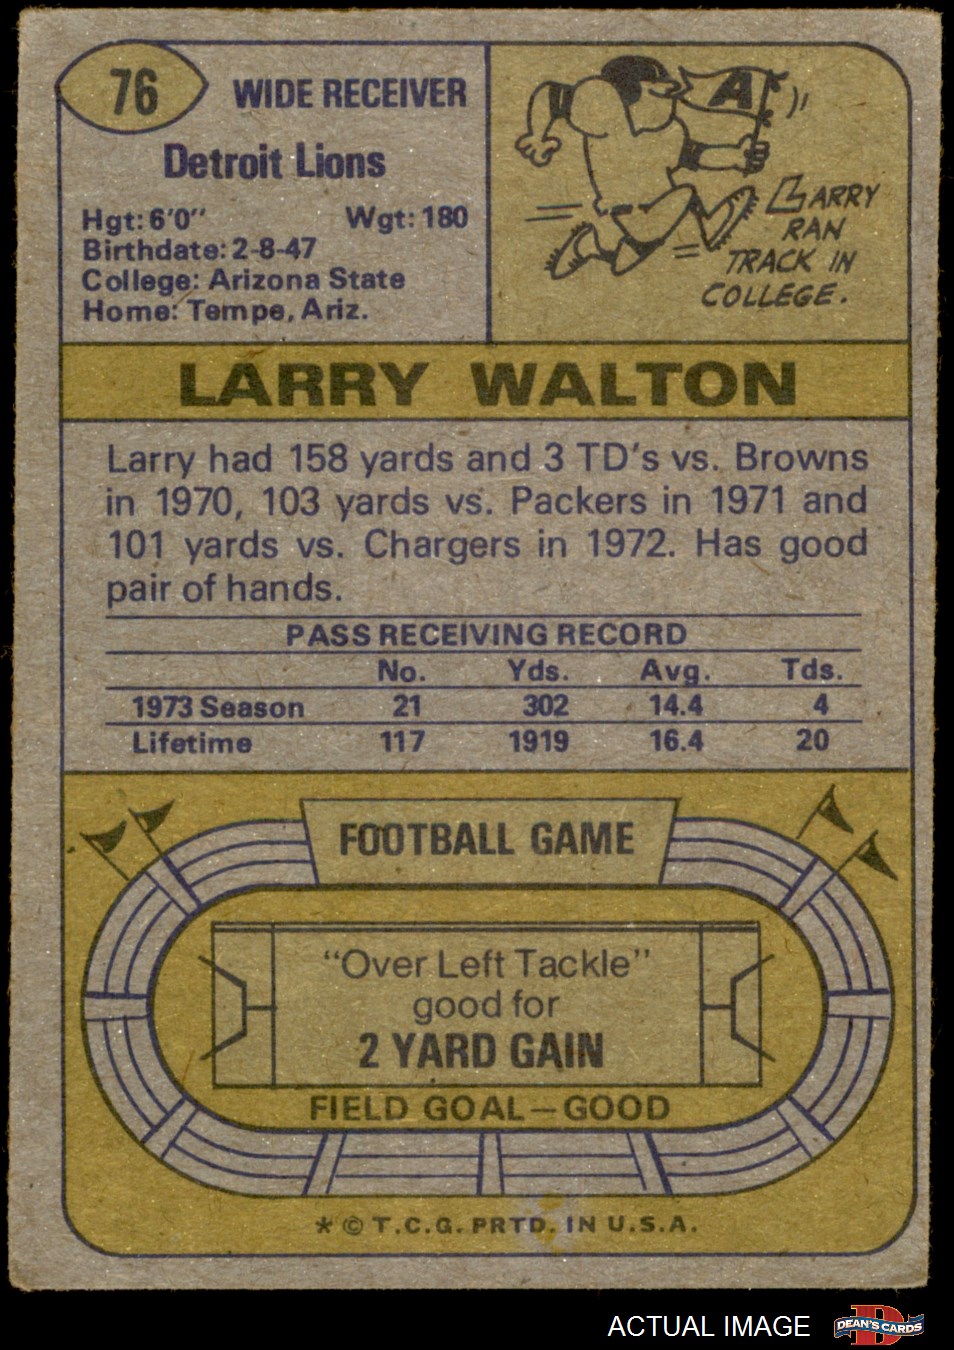 76
WIDE RECEIVER
Detroit Lions
Hgt: 6'0" Wgt: 180
Birthdate: 2-8-47
College: Arizona State
Home: Tempe, Ariz.
A
LARRY
RAN
TRACK IN
COLLEGE.
LARRY WALTON
Larry had 158 yards and 3 TD's vs. Browns
in 1970, 103 yards vs. Packers in 1971 and
101 yards vs. Chargers in 1972. Has good
pair of hands.
PASS RECEIVING RECORD
No. Yds. Avg. Tds.
1973 Season 21 302 14.4 4
Lifetime 117 1919 16.4 20
FOOTBALL GAME
"Over Left Tackle"
good for
2 YARD GAIN
FIELD GOAL—GOOD
* © T.C.G. PRTD. IN U.S.A.
ACTUAL IMAGE
D
DEAN'S CARDS